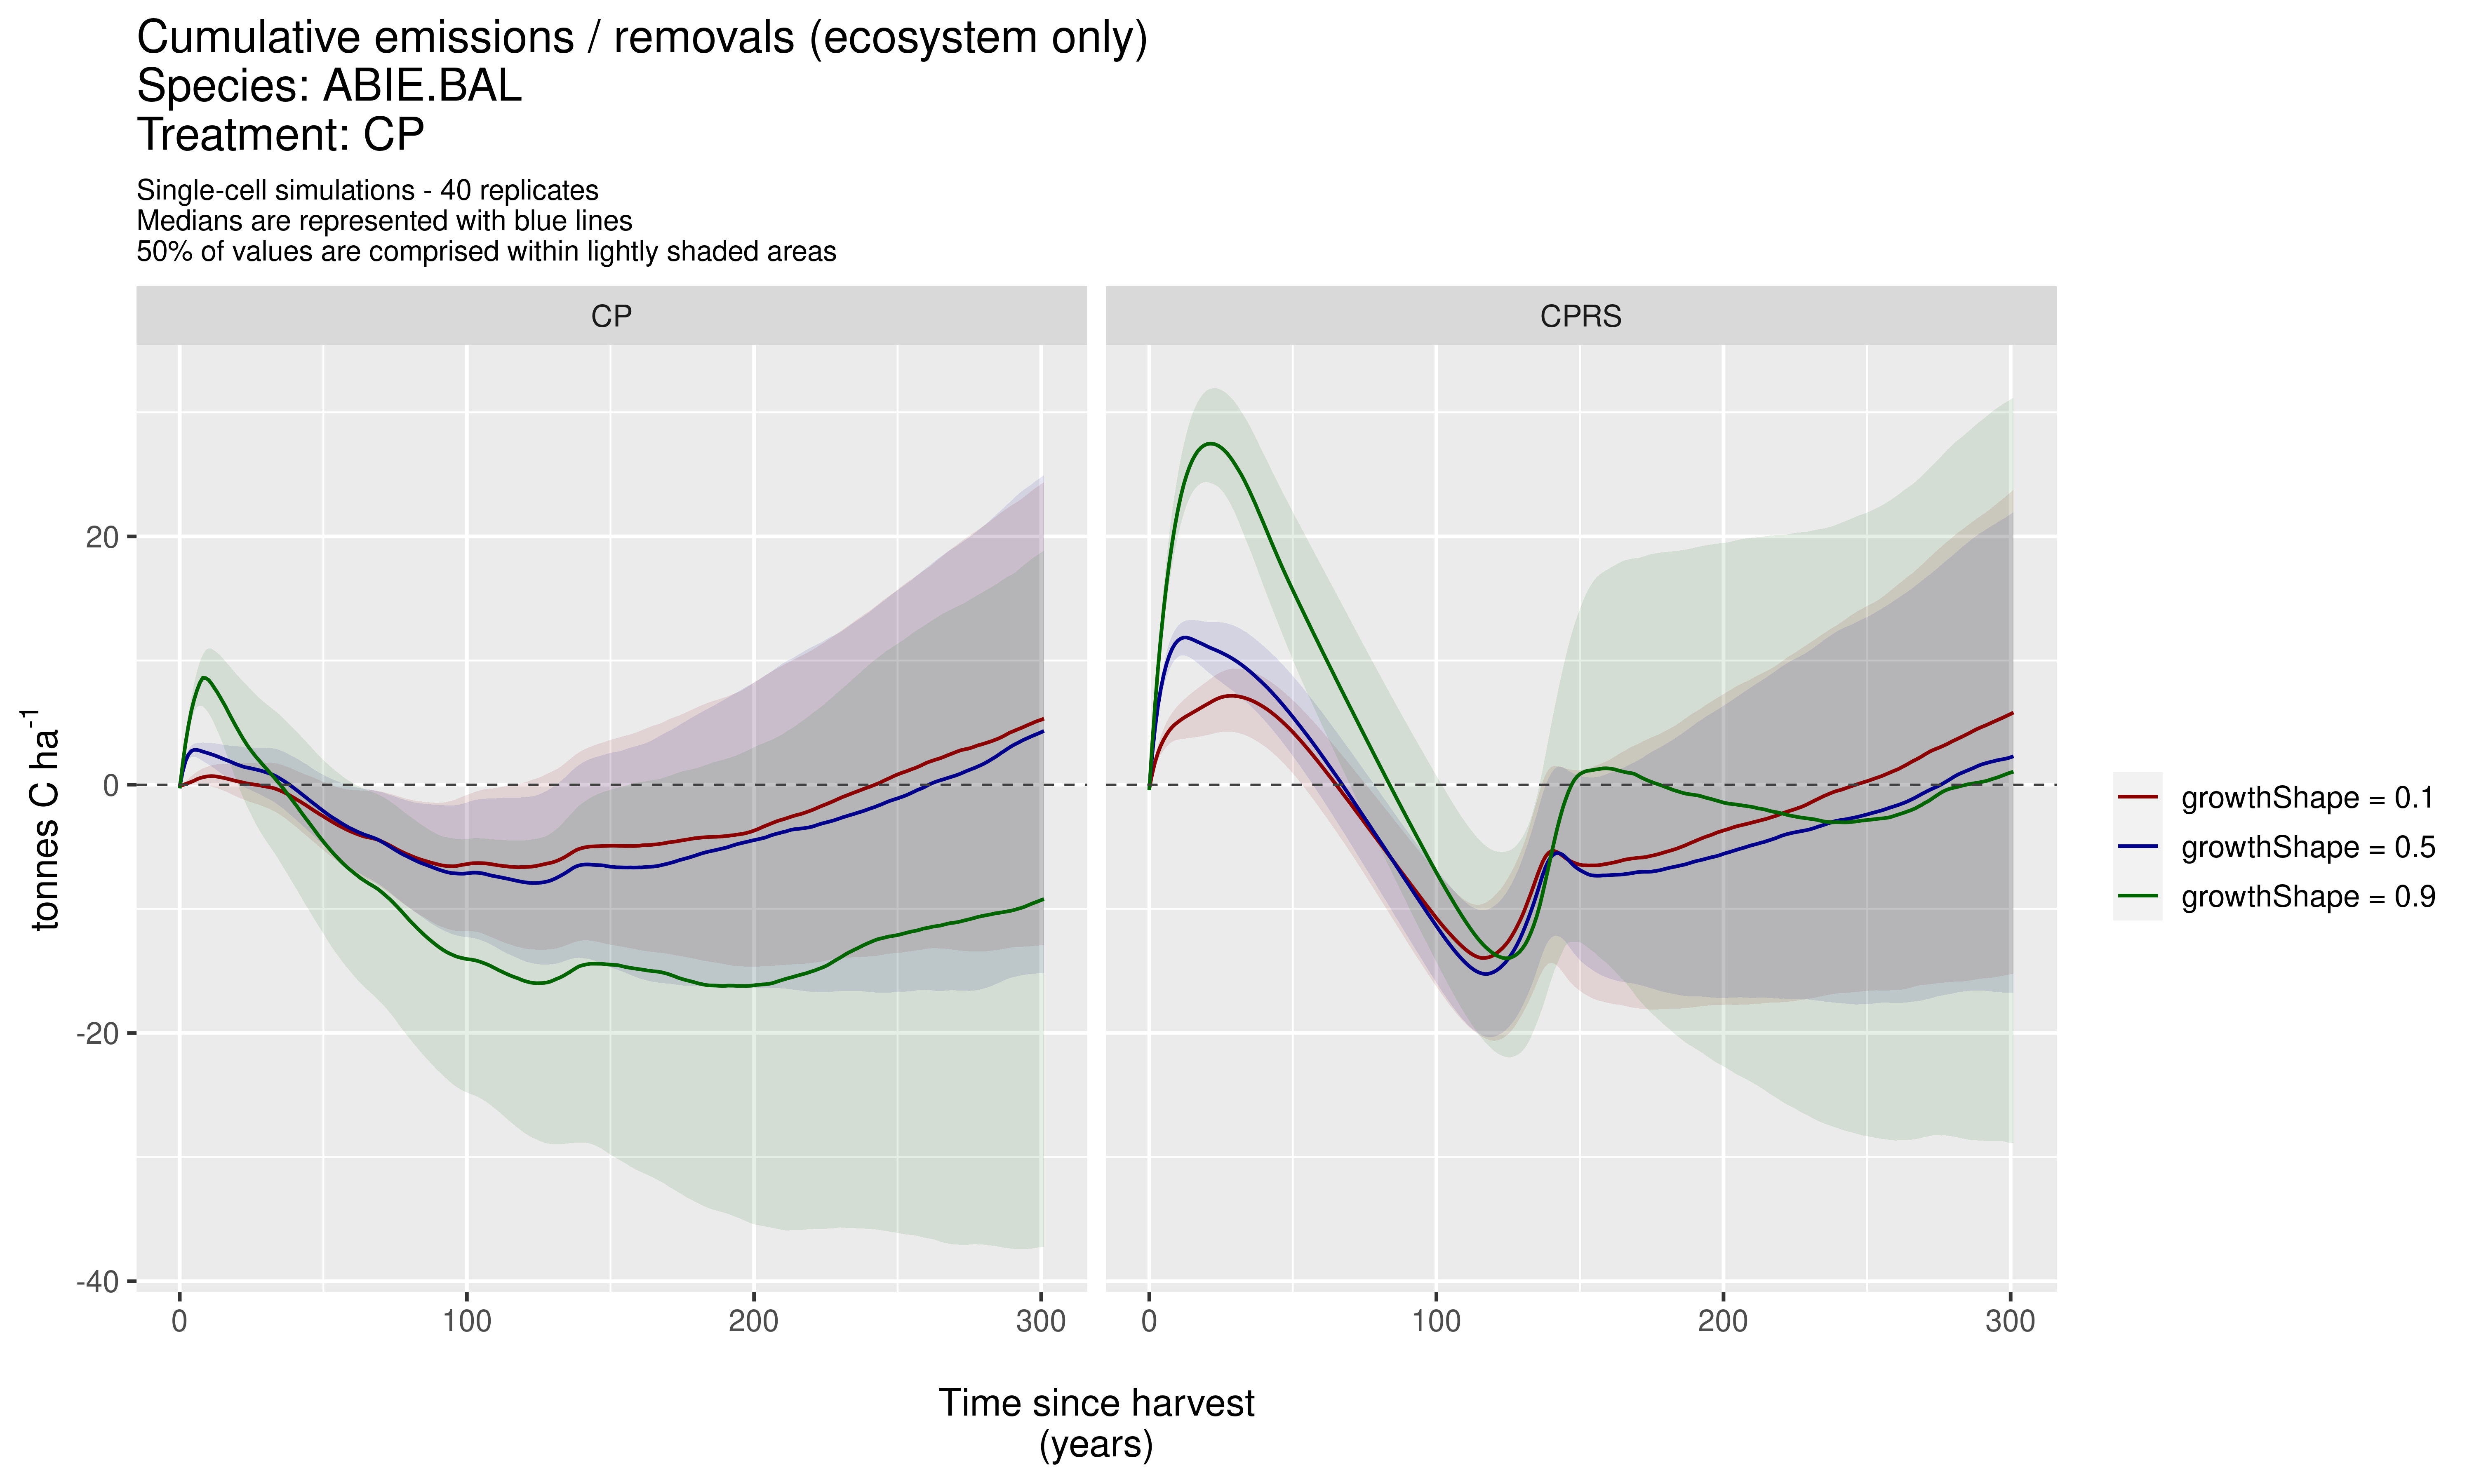 Cumulative emissions / removals (ecosystem only)
Species: ABIE.BAL
Treatment: CP
Single-cell simulations - 40 replicates
Medians are represented with blue lines
50% of values are comprised within lightly shaded areas
CP
CPRS
20
0
-20
-40
tonnes C ha-1
0
100
200
300
0
100
200
300
Time since harvest
(years)
growthShape = 0.1
growthShape = 0.5
growthShape = 0.9